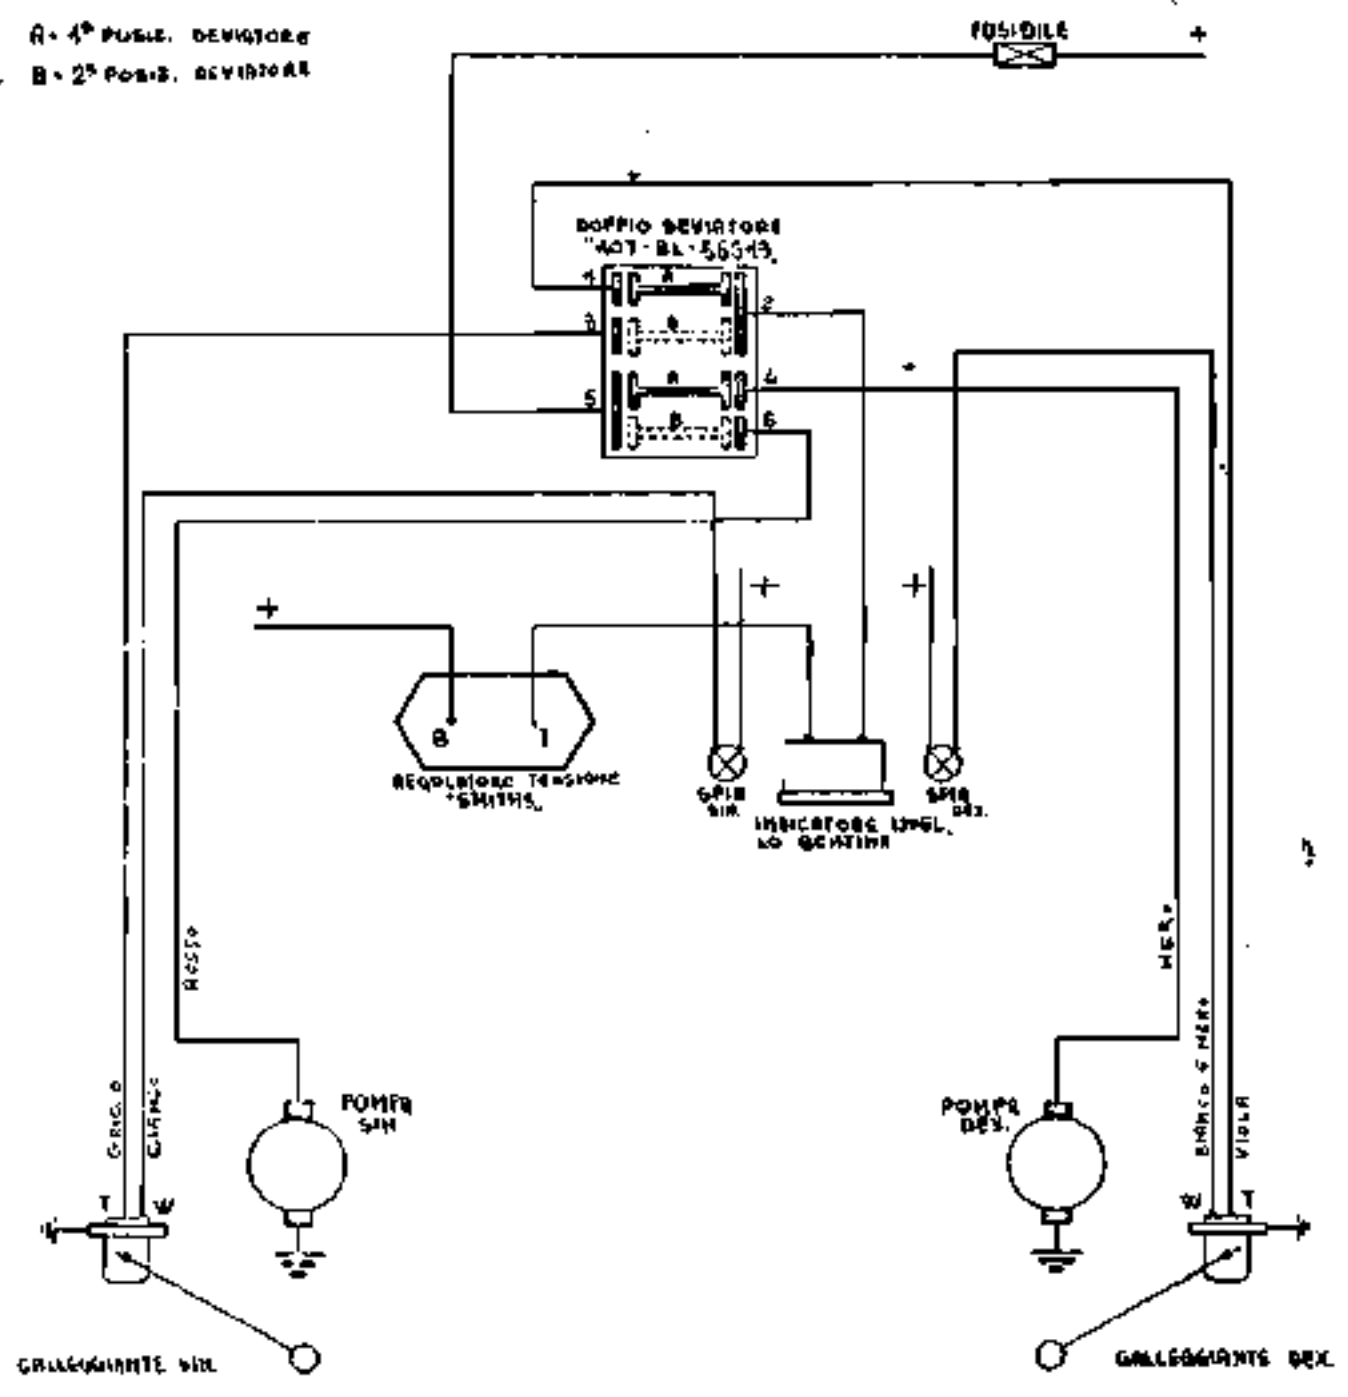 A = 1ª POSIZ. DEVIATORE
B = 2ª POSIZ. DEVIATORE
FUSIBILE
+
DOPPIO DEVIATORE
1
A
2
3
B
A
4
5
B
6
+
+
+
B
I
REGOLATORE TENSIONE
"SMITHS"
SPIA
SIN.
SPIA
DEX.
INDICATORE LIVEL.
LO BENZINA
ROSSO
NERO
GRIGIO
BIANCO
POMPA
SIN
POMPA
DEX.
BIANCO E NERO
VIOLA
T
W
W
T
GALLEGGIANTE SIN.
GALLEGGIANTE DEX.